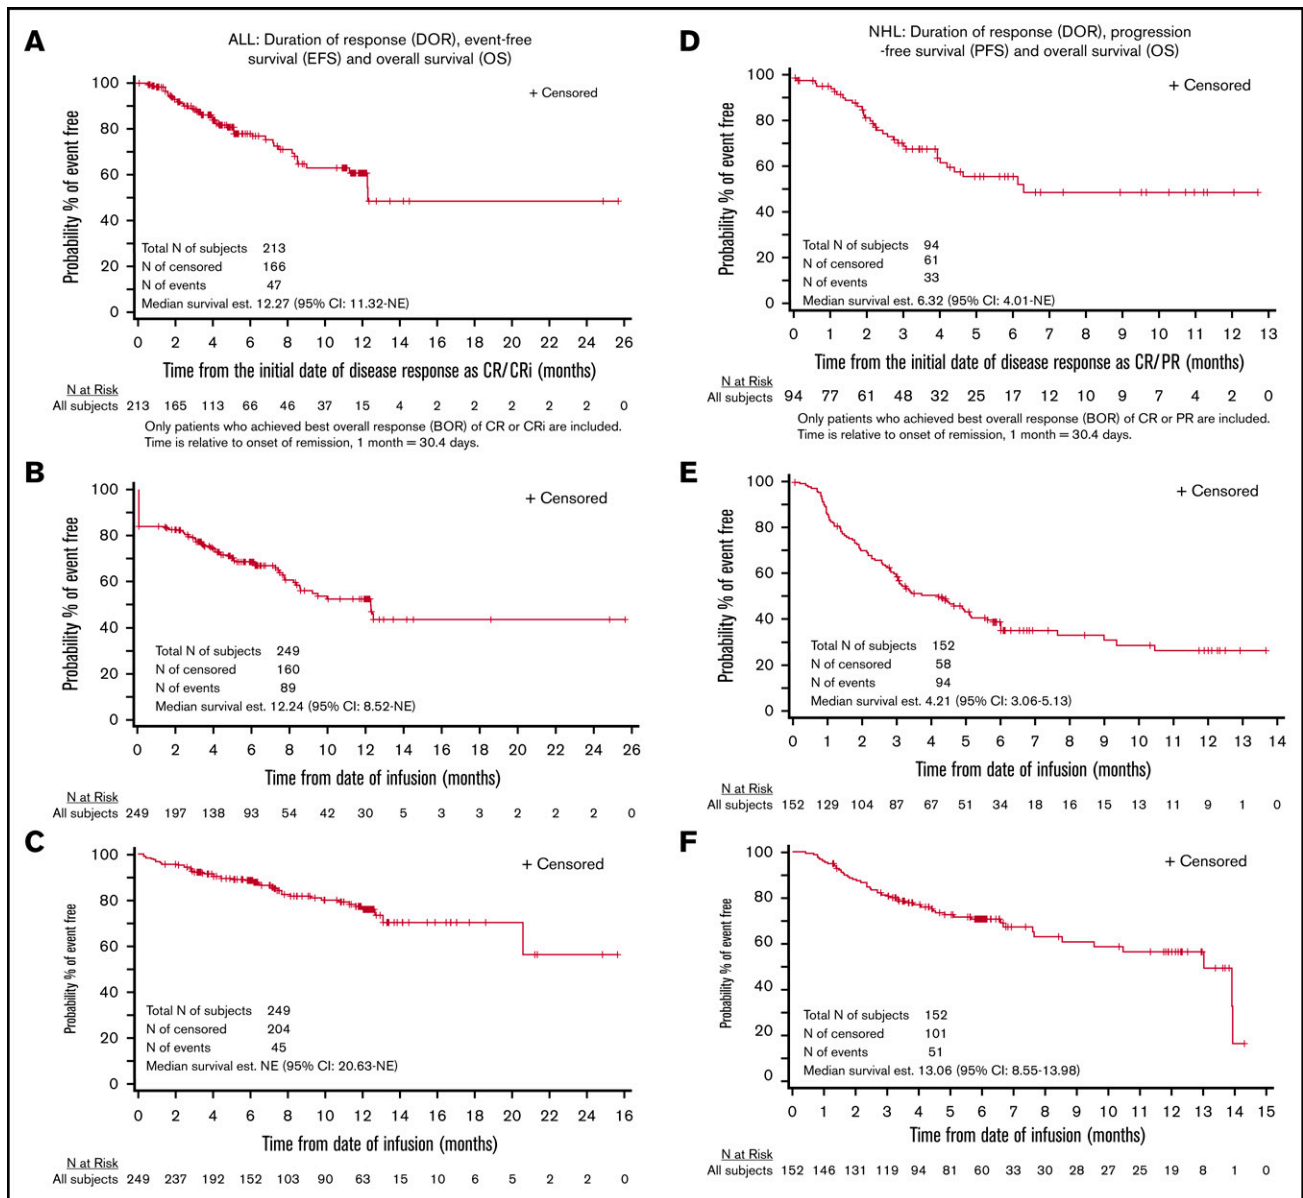 A
ALL: Duration of response (DOR), event-free
survival (EFS) and overall survival (OS)
+ Censored
Probability % of event free
100
80
60
40
20
0
Total N of subjects 213
N of censored 166
N of events 47
Median survival est. 12.27 (95% CI: 11.32-NE)
0 2 4 6 8 10 12 14 16 18 20 22 24 26
Time from the initial date of disease response as CR/CRi (months)
N at Risk
All subjects 213 165 113 66 46 37 15 4 2 2 2 2 2 0
Only patients who achieved best overall response (BOR) of CR or CRi are included.
Time is relative to onset of remission, 1 month = 30.4 days.
B
+ Censored
Probability % of event free
100
80
60
40
20
0
Total N of subjects 249
N of censored 160
N of events 89
Median survival est. 12.24 (95% CI: 8.52-NE)
0 2 4 6 8 10 12 14 16 18 20 22 24 26
Time from date of infusion (months)
N at Risk
All subjects 249 197 138 93 54 42 30 5 3 3 2 2 2 0
C
+ Censored
Probability % of event free
100
80
60
40
20
0
Total N of subjects 249
N of censored 204
N of events 45
Median survival est. NE (95% CI: 20.63-NE)
0 2 4 6 8 10 12 14 16 18 20 22 24 16
Time from date of infusion (months)
N at Risk
All subjects 249 237 192 152 103 90 63 15 10 6 5 2 2 0
D
NHL: Duration of response (DOR), progression
-free survival (PFS) and overall survival (OS)
+ Censored
Probability % of event free
100
80
60
40
20
0
Total N of subjects 94
N of censored 61
N of events 33
Median survival est. 6.32 (95% CI: 4.01-NE)
0 1 2 3 4 5 6 7 8 9 10 11 12 13
Time from the initial date of disease response as CR/PR (months)
N at Risk
All subjects 94 77 61 48 32 25 17 12 10 9 7 4 2 0
Only patients who achieved best overall response (BOR) of CR or PR are included.
Time is relative to onset of remission, 1 month = 30.4 days.
E
+ Censored
Probability % of event free
100
80
60
40
20
0
Total N of subjects 152
N of censored 58
N of events 94
Median survival est. 4.21 (95% CI: 3.06-5.13)
0 1 2 3 4 5 6 7 8 9 10 11 12 13 14
Time from date of infusion (months)
N at Risk
All subjects 152 129 104 87 67 51 34 18 16 15 13 11 9 1 0
F
+ Censored
Probability % of event free
100
80
60
40
20
0
Total N of subjects 152
N of censored 101
N of events 51
Median survival est. 13.06 (95% CI: 8.55-13.98)
0 1 2 3 4 5 6 7 8 9 10 11 12 13 14 15
Time from date of infusion (months)
N at Risk
All subjects 152 146 131 119 94 81 60 33 30 28 27 25 19 8 1 0